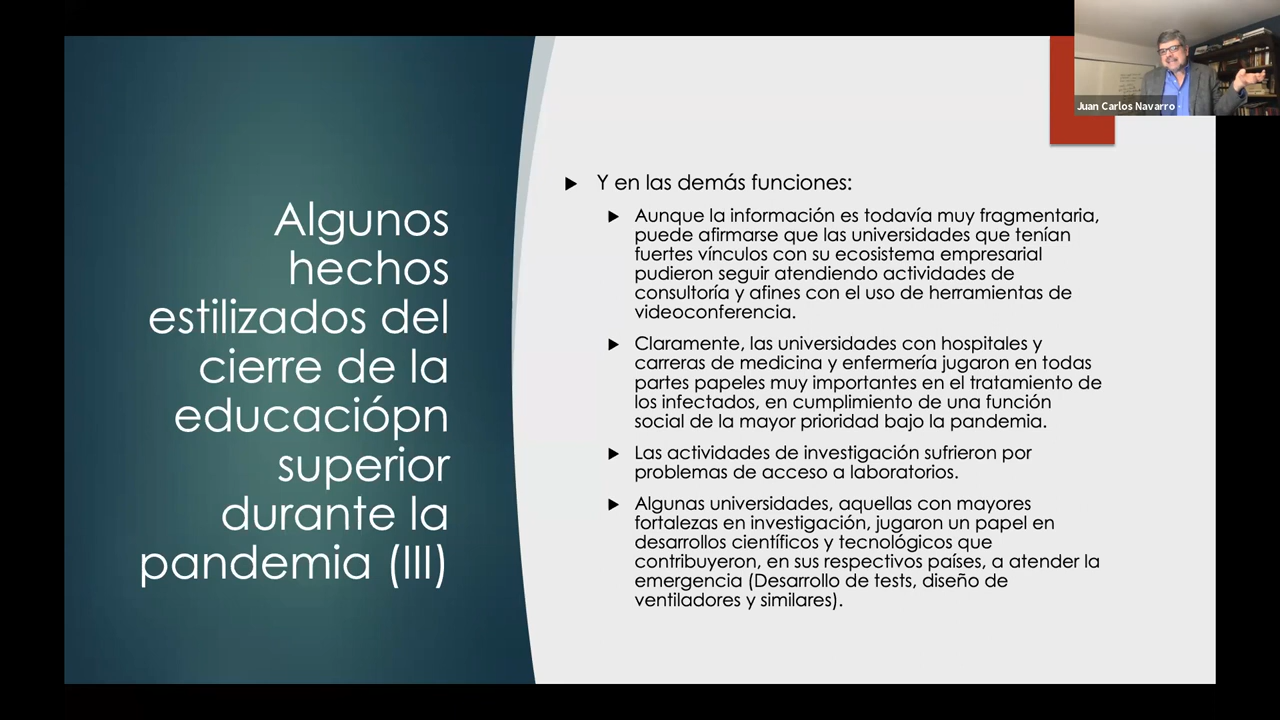 Juan Carlos Navarro
Algunos
hechos
estilizados del
cierre de la
educaciópn
superior
durante la
pandemia (III)
Y en las demás funciones:
Aunque la información es todavía muy fragmentaria,
puede afirmarse que las universidades que tenían
fuertes vínculos con su ecosistema empresarial
pudieron seguir atendiendo actividades de
consultoría y afines con el uso de herramientas de
videoconferencia.
Claramente, las universidades con hospitales y
carreras de medicina y enfermería jugaron en todas
partes papeles muy importantes en el tratamiento de
los infectados, en cumplimiento de una función
social de la mayor prioridad bajo la pandemia.
Las actividades de investigación sufrieron por
problemas de acceso a laboratorios.
Algunas universidades, aquellas con mayores
fortalezas en investigación, jugaron un papel en
desarrollos científicos y tecnológicos que
contribuyeron, en sus respectivos países, a atender la
emergencia (Desarrollo de tests, diseño de
ventiladores y similares).